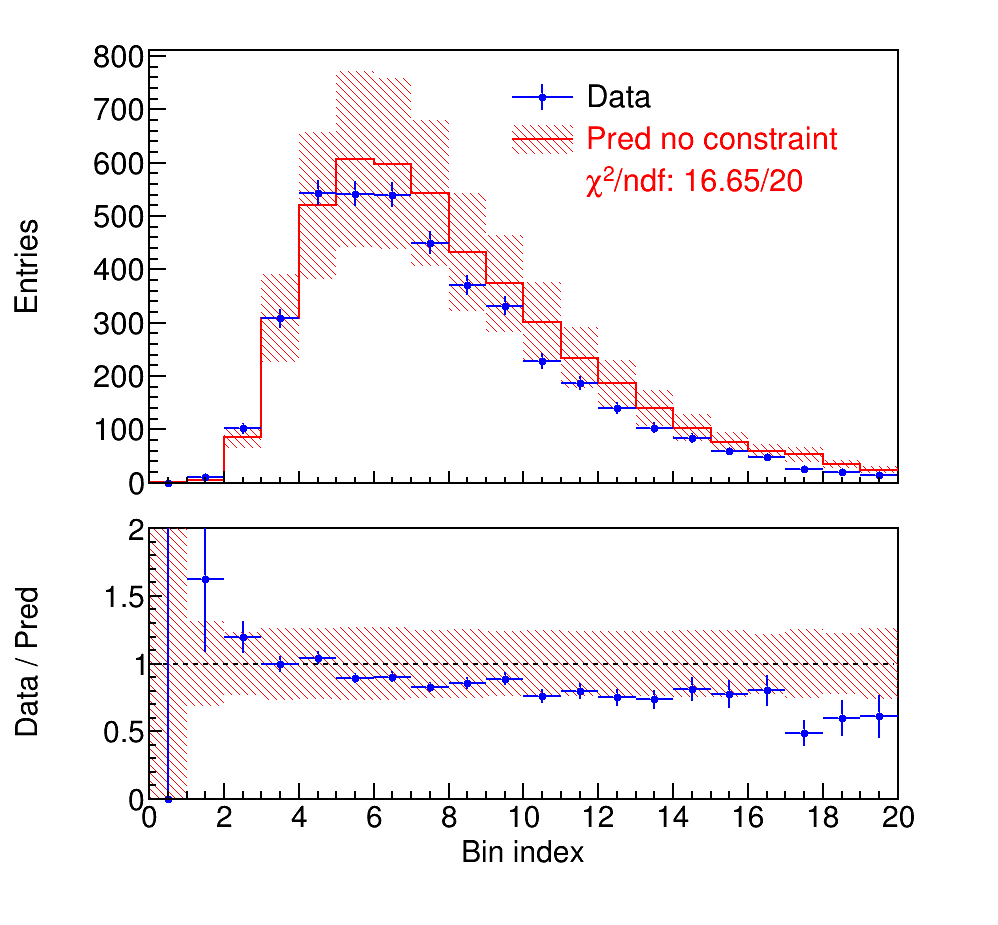 800
700
600
500
400
300
200
100
0
Entries
Data
Pred no constraint
χ²/ndf: 16.65/20
2
1.5
1
0.5
0
Data / Pred
0 2 4 6 8 10 12 14 16 18 20
Bin index